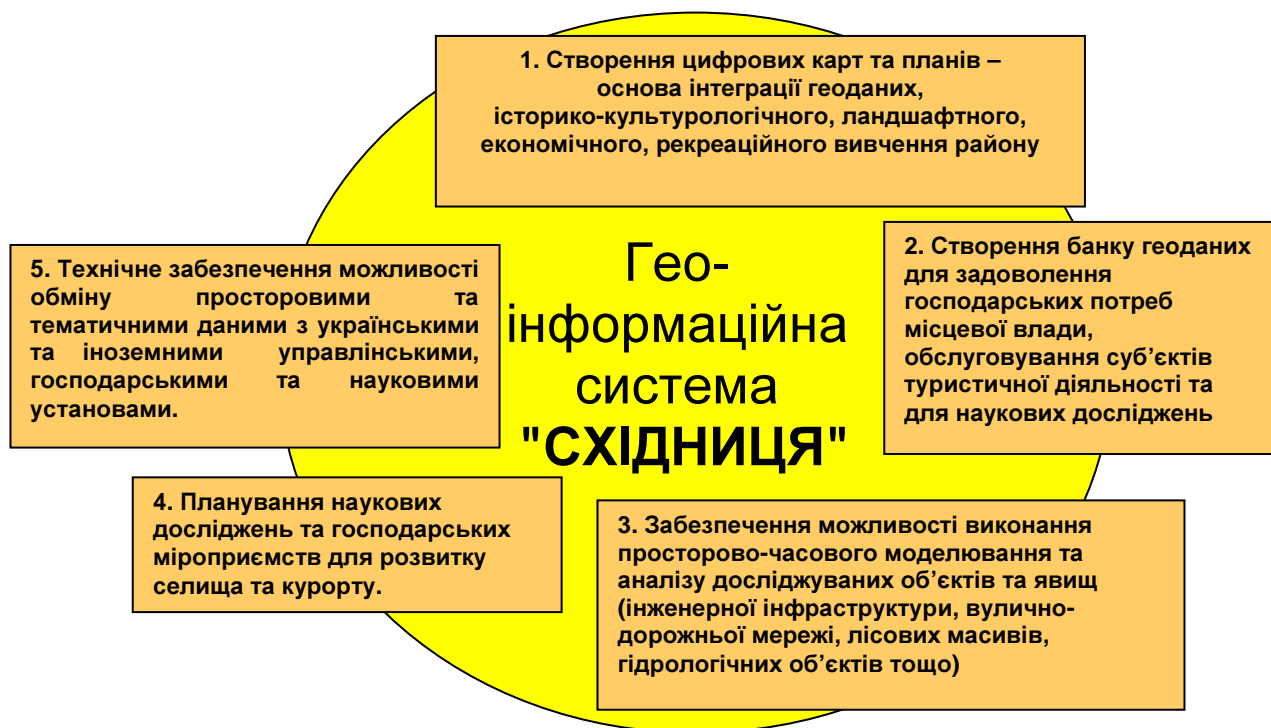 1. Створення цифрових карт та планів –
основа інтеграції геоданих,
історико-культурологічного, ландшафтного,
економічного, рекреаційного вивчення району
Гео-
інформаційна
система
"СХІДНИЦЯ"
2. Створення банку геоданих
для задоволення
господарських потреб
місцевої влади,
обслуговування суб’єктів
туристичної діяльності та
для наукових досліджень
3. Забезпечення можливості виконання
просторово-часового моделювання та
аналізу досліджуваних об’єктів та явищ
(інженерної інфраструктури, вулично-
дорожньої мережі, лісових масивів,
гідрологічних об’єктів тощо)
4. Планування наукових
досліджень та господарських
міроприємств для розвитку
селища та курорту.
5. Технічне забезпечення можливості
обміну просторовими та
тематичними даними з українськими
та іноземними управлінськими,
господарськими та науковими
установами.